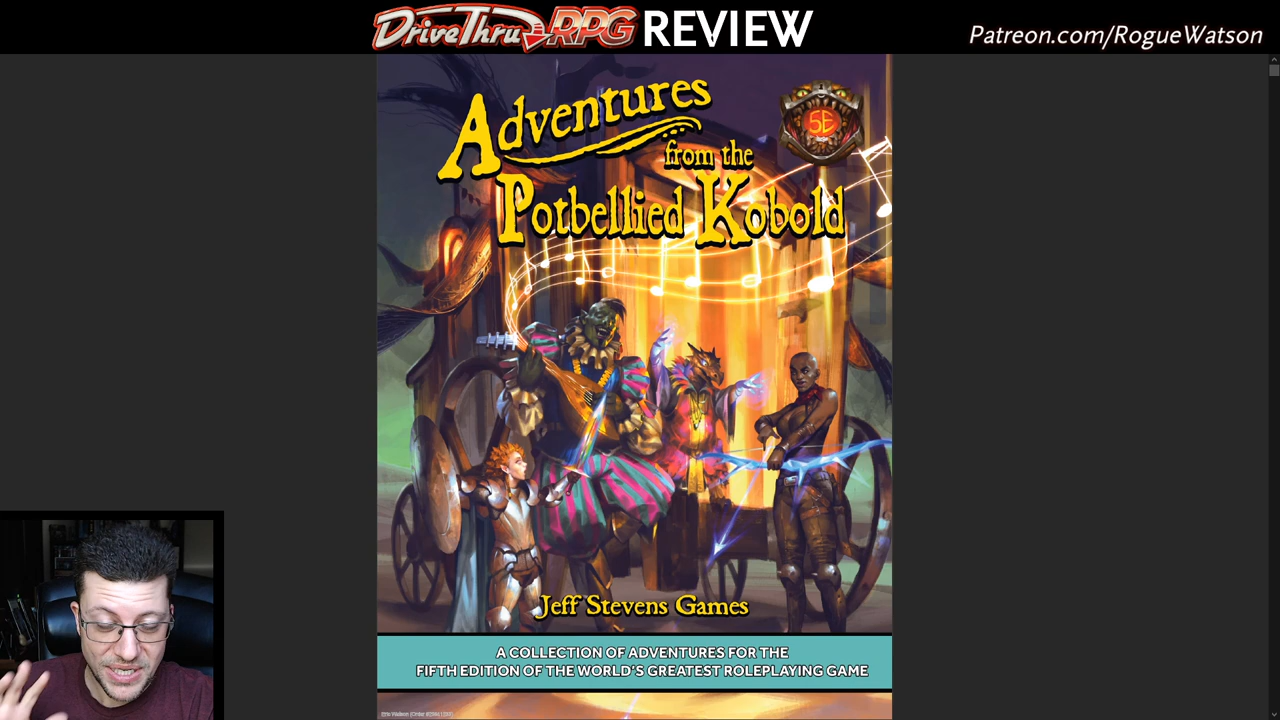 DriveThruRPG REVIEW
Patreon.com/RogueWatson
Adventures
from the
Potbellied Kobold
5E
Jeff Stevens Games
A COLLECTION OF ADVENTURES FOR THE
FIFTH EDITION OF THE WORLD'S GREATEST ROLEPLAYING GAME